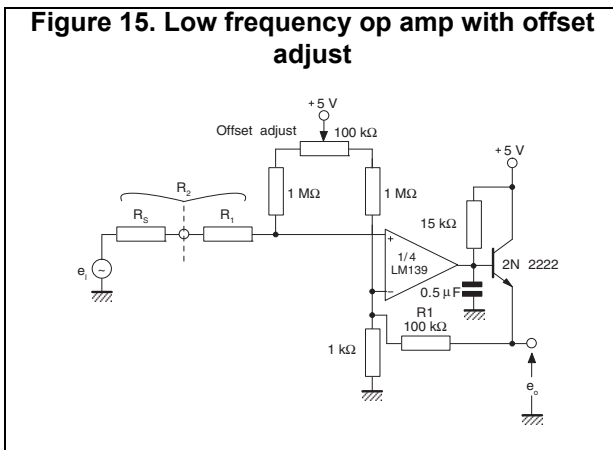 Figure 15. Low frequency op amp with offset
adjust
+5 V
Offset adjust
100 kΩ
+5 V
R2
1 MΩ
1 MΩ
RS
R1
15 kΩ
+
1/4
LM139
2N 2222
eI
–
0.5 μF
R1
100 kΩ
1 kΩ
eo